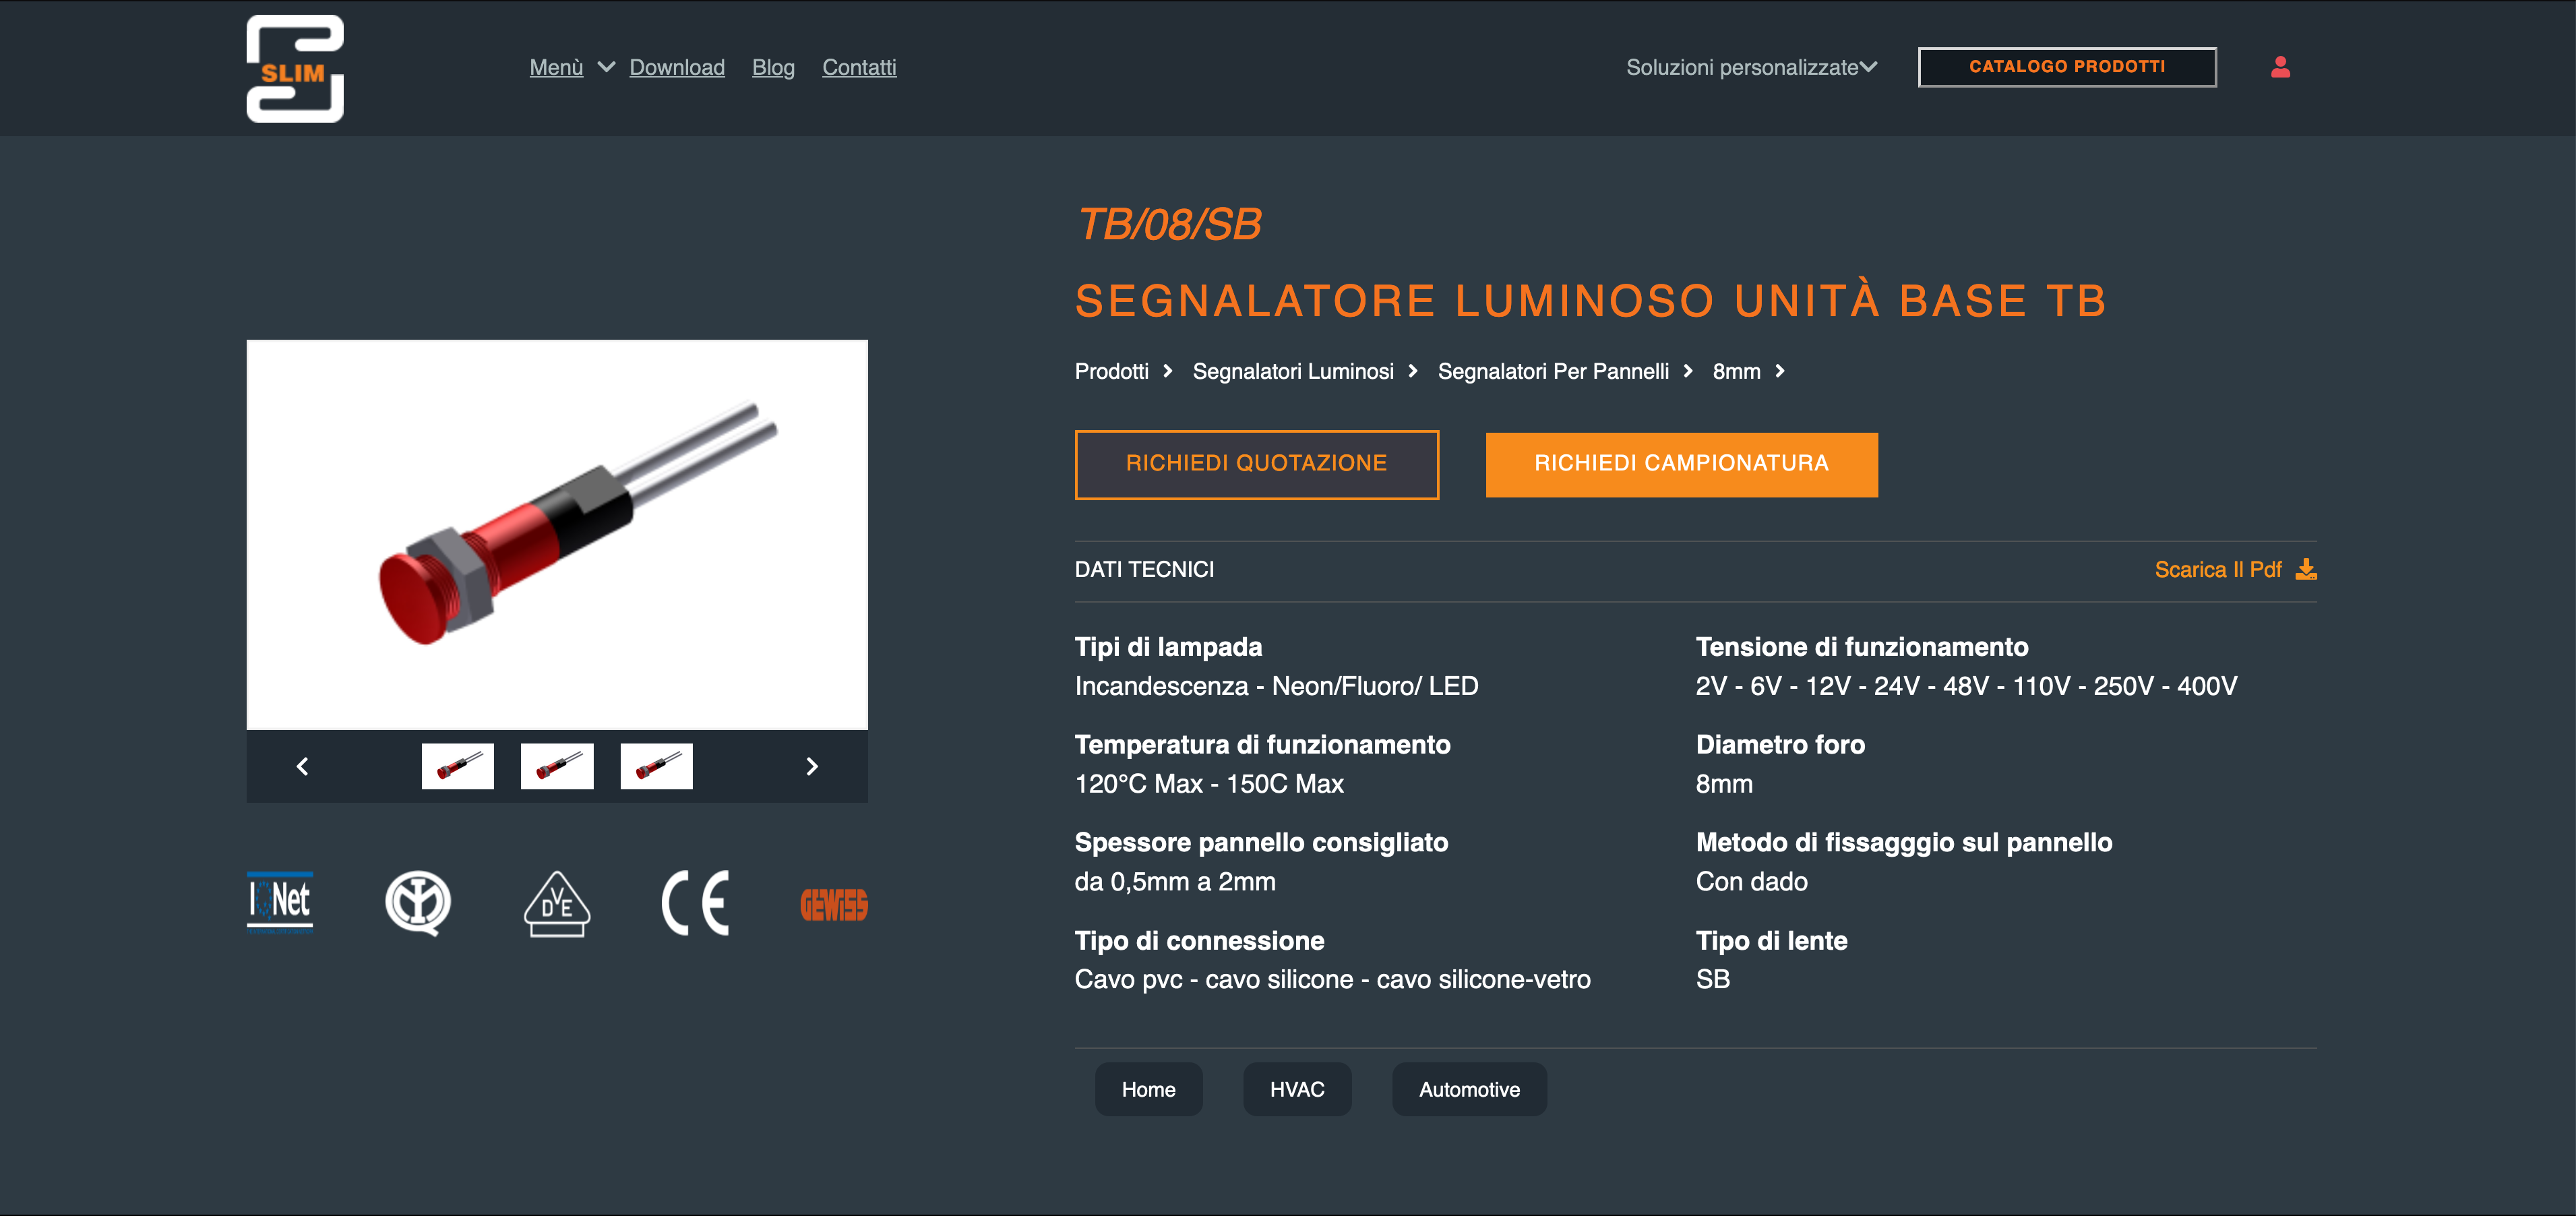 SLIM
Menù Download Blog Contatti
Soluzioni personalizzate
CATALOGO PRODOTTI
TB/08/SB
SEGNALATORE LUMINOSO UNITÀ BASE TB
Prodotti > Segnalatori Luminosi > Segnalatori Per Pannelli > 8mm >
RICHIEDI QUOTAZIONE
RICHIEDI CAMPIONATURA
DATI TECNICI
Scarica Il Pdf
Tipi di lampada
Incandescenza - Neon/Fluoro/ LED
Tensione di funzionamento
2V - 6V - 12V - 24V - 48V - 110V - 250V - 400V
Temperatura di funzionamento
120°C Max - 150C Max
Diametro foro
8mm
Spessore pannello consigliato
da 0,5mm a 2mm
Metodo di fissagggio sul pannello
Con dado
Tipo di connessione
Cavo pvc - cavo silicone - cavo silicone-vetro
Tipo di lente
SB
Home
HVAC
Automotive
IQNet
IMQ
DVE
CE
GEWISS